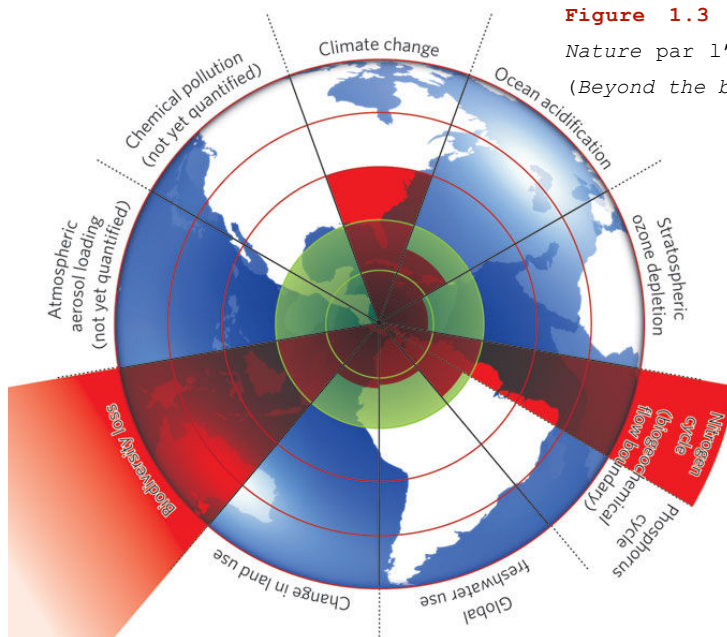 Figure 1.3
Nature par l'
(Beyond the b
Climate change
Ocean acidification
Stratospheric
ozone depletion
Nitrogen
cycle
(biogeochemical
flow boundary)
Phosphorus
cycle
Global
freshwater use
Change in land use
Biodiversity loss
Atmospheric
aerosol loading
(not yet quantified)
Chemical pollution
(not yet quantified)